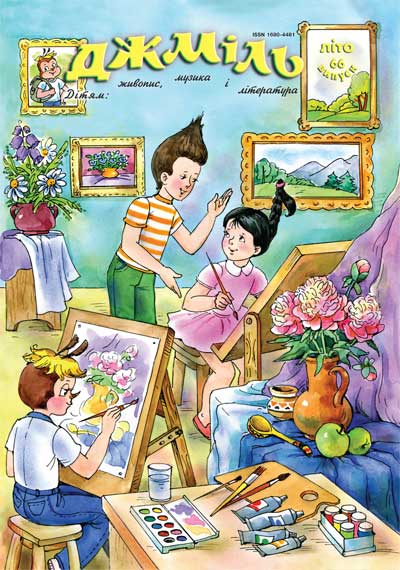 ISSN 1680-4481
Джміль
Дітям: живопис, музика і література
літо
66
випуск